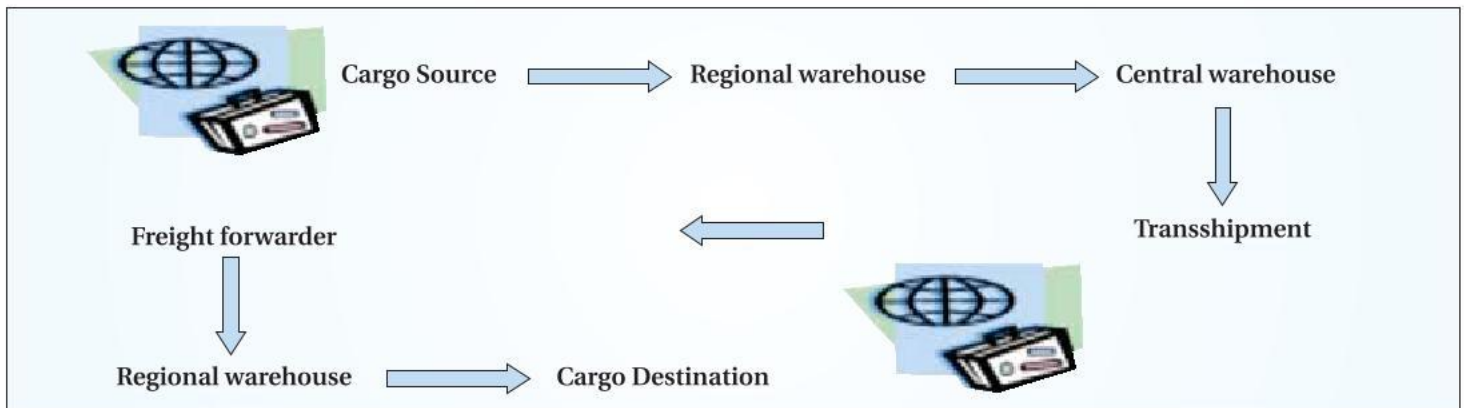 Cargo Source
Regional warehouse
Central warehouse
Transshipment
Freight forwarder
Regional warehouse
Cargo Destination